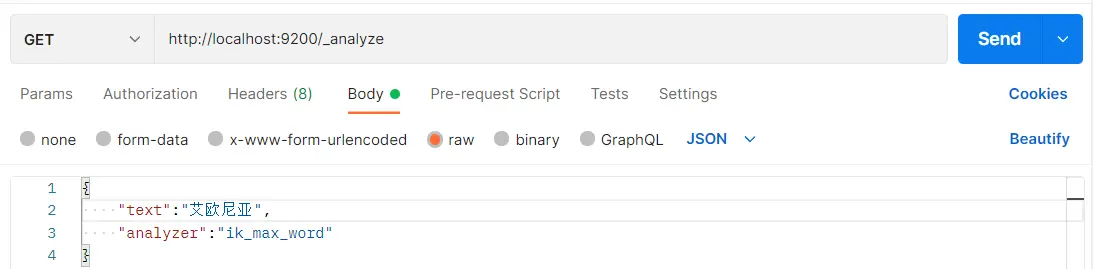 GET http://localhost:9200/_analyze Send
Params Authorization Headers (8) Body Pre-request Script Tests Settings Cookies
none form-data x-www-form-urlencoded raw binary GraphQL JSON Beautify
1 {
2 ····"text":"艾欧尼亚",
3 ····"analyzer":"ik_max_word"
4 }